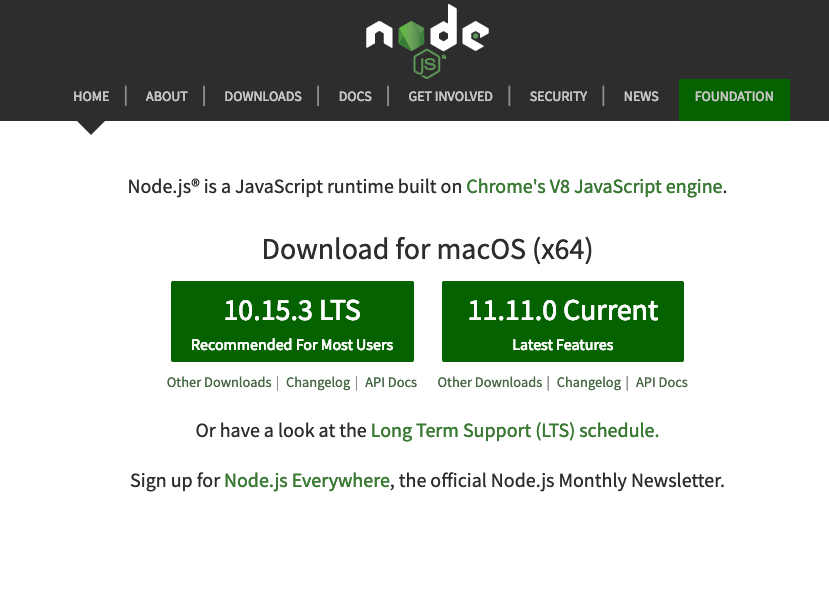 node
JS
HOME | ABOUT | DOWNLOADS | DOCS | GET INVOLVED | SECURITY | NEWS FOUNDATION
Node.js® is a JavaScript runtime built on Chrome's V8 JavaScript engine.
Download for macOS (x64)
10.15.3 LTS
Recommended For Most Users
11.11.0 Current
Latest Features
Other Downloads | Changelog | API Docs
Other Downloads | Changelog | API Docs
Or have a look at the Long Term Support (LTS) schedule.
Sign up for Node.js Everywhere, the official Node.js Monthly Newsletter.